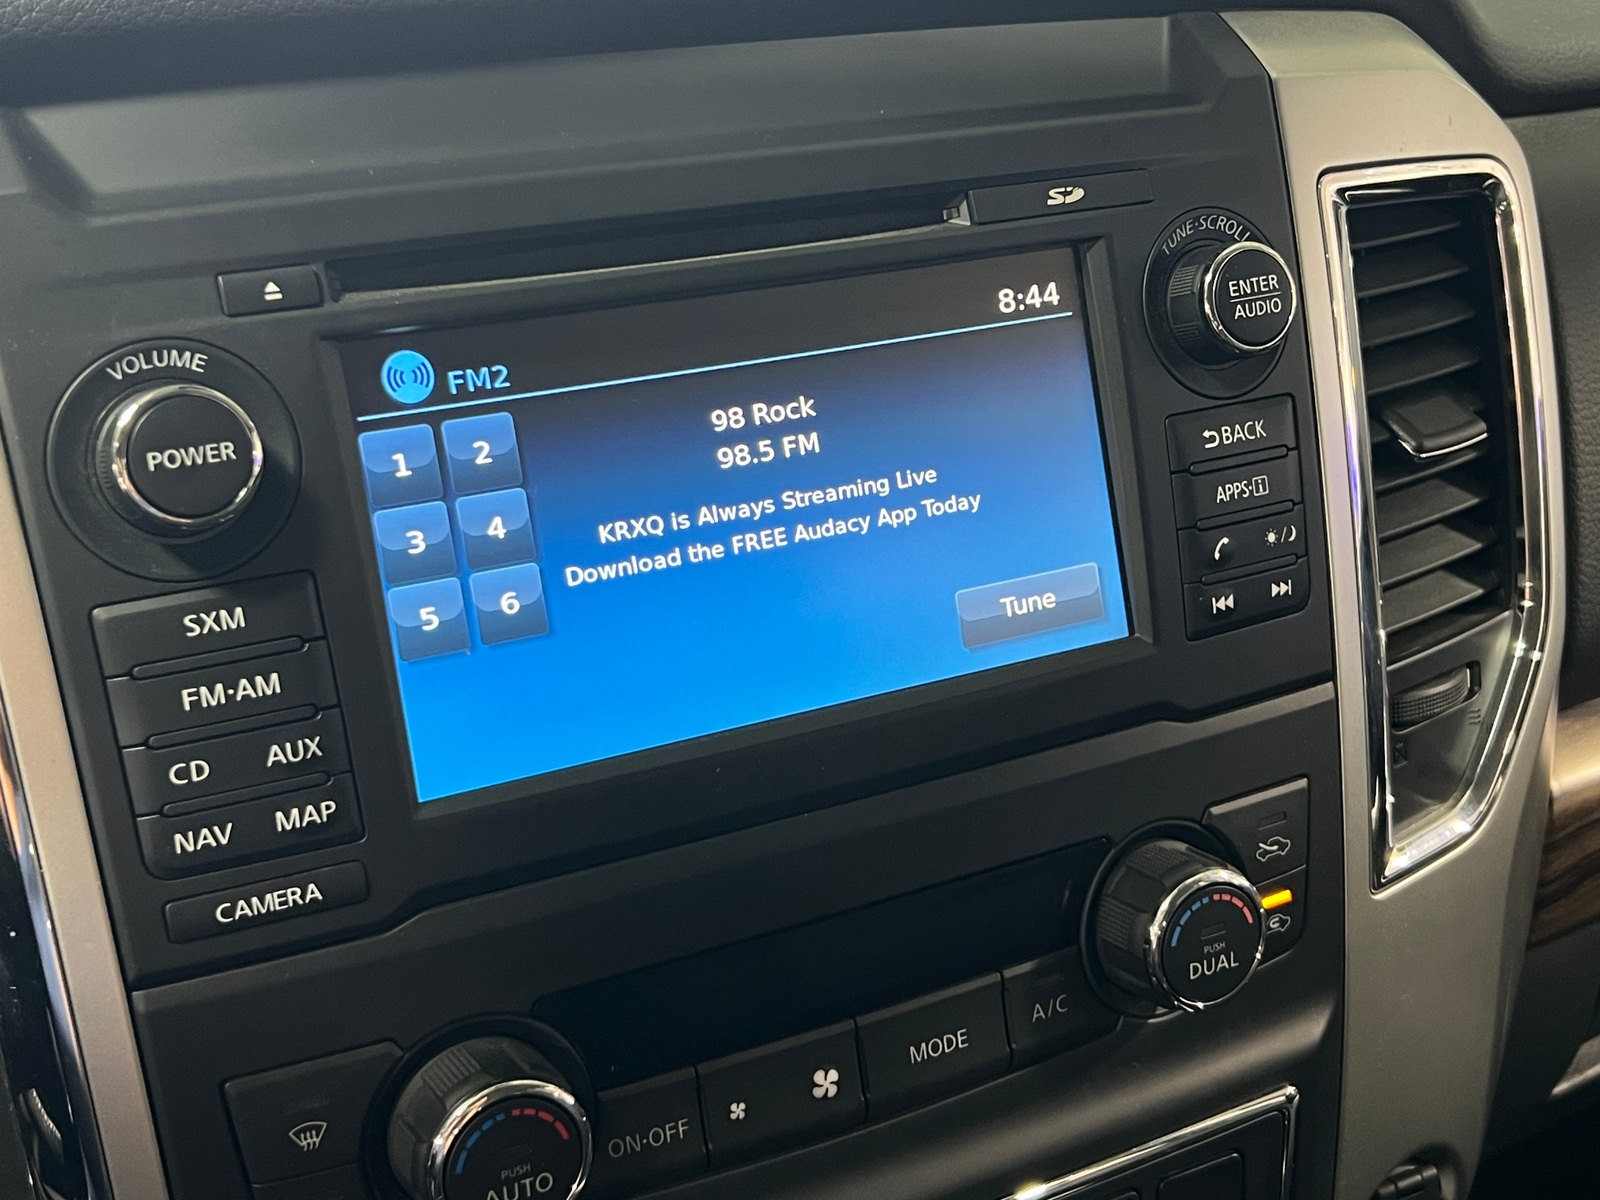 SD
TUNE·SCROLL
ENTER
AUDIO
VOLUME
POWER
8:44
FM2
98 Rock
98.5 FM
KRXQ is Always Streaming Live
Download the FREE Audacy App Today
1 2
3 4
5 6
Tune
BACK
APPS·i
SXM
FM·AM
CD AUX
NAV MAP
CAMERA
PUSH
DUAL
A/C
MODE
ON·OFF
PUSH
AUTO